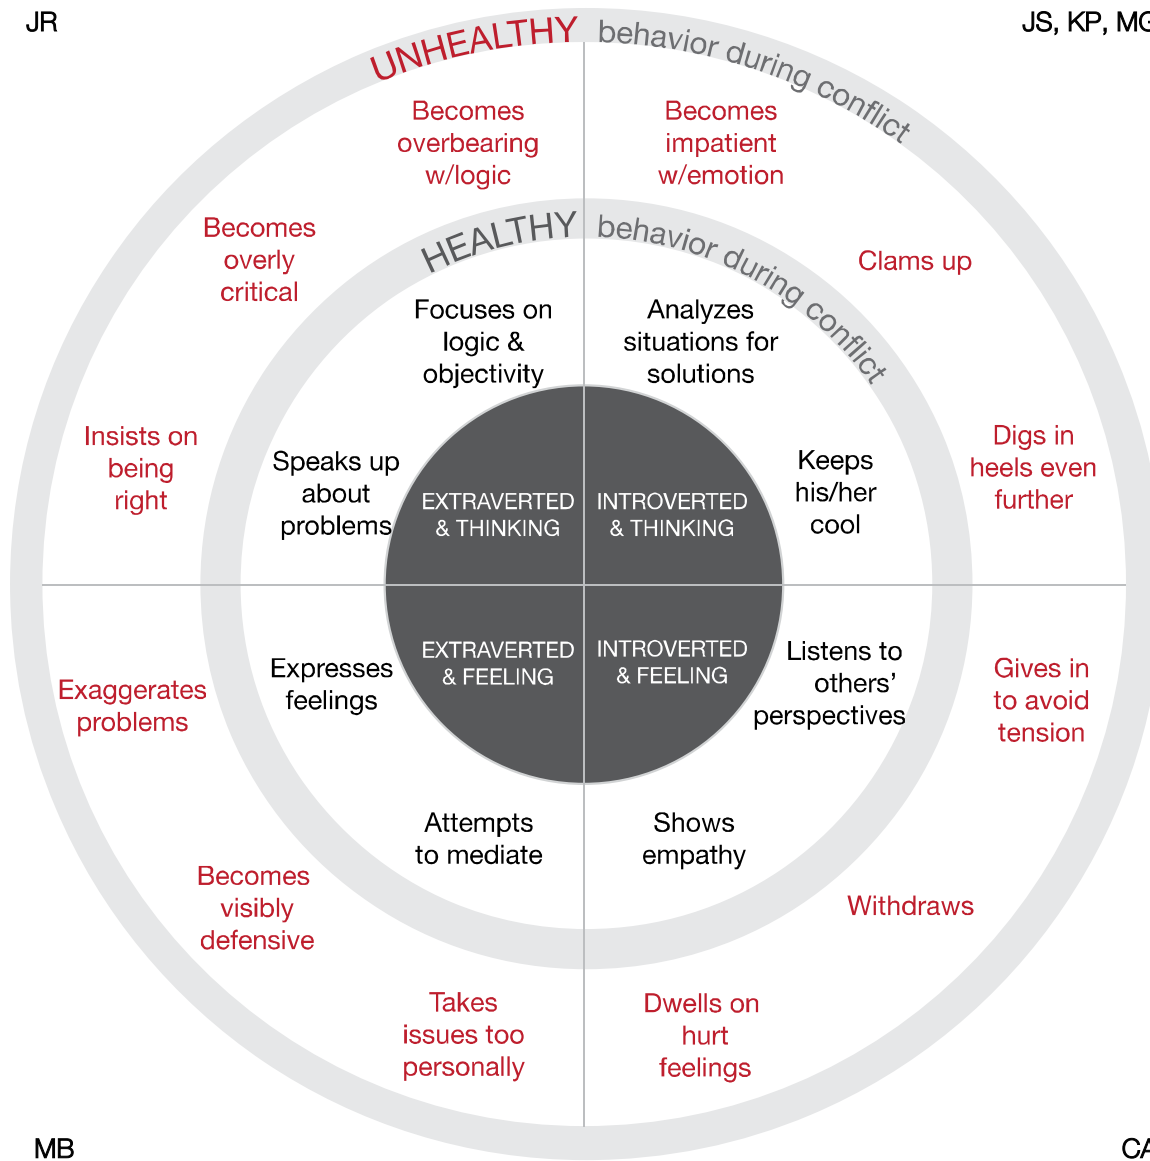 JR
JS, KP, MG
UNHEALTHY behavior during conflict
Becomes
overbearing
w/logic
Becomes
impatient
w/emotion
Becomes
overly
critical
Clams up
Insists on
being
right
Digs in
heels even
further
HEALTHY behavior during conflict
Focuses on
logic &
objectivity
Analyzes
situations for
solutions
Speaks up
about
problems
Keeps
his/her
cool
EXTRAVERTED
& THINKING
INTROVERTED
& THINKING
EXTRAVERTED
& FEELING
INTROVERTED
& FEELING
Expresses
feelings
Listens to
others’
perspectives
Attempts
to mediate
Shows
empathy
Exaggerates
problems
Gives in
to avoid
tension
Becomes
visibly
defensive
Withdraws
Takes
issues too
personally
Dwells on
hurt
feelings
MB
CA